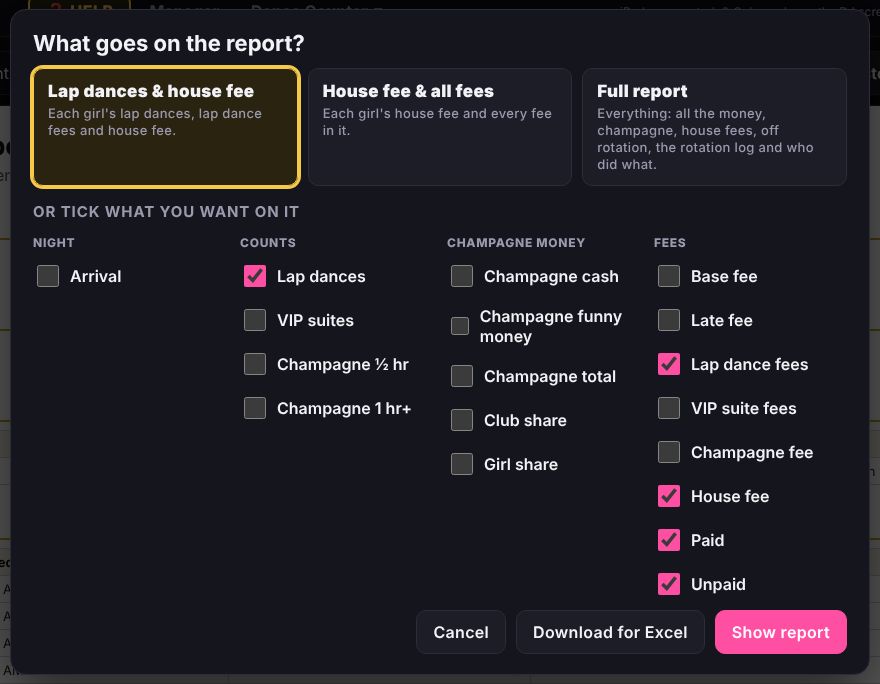 What goes on the report?
Lap dances & house fee
Each girl's lap dances, lap dance
fees and house fee.
House fee & all fees
Each girl's house fee and every fee
in it.
Full report
Everything: all the money,
champagne, house fees, off
rotation, the rotation log and who
did what.
OR TICK WHAT YOU WANT ON IT
NIGHT
Arrival
COUNTS
Lap dances
VIP suites
Champagne ½ hr
Champagne 1 hr+
CHAMPAGNE MONEY
Champagne cash
Champagne funny
money
Champagne total
Club share
Girl share
FEES
Base fee
Late fee
Lap dance fees
VIP suite fees
Champagne fee
House fee
Paid
Unpaid
Cancel
Download for Excel
Show report